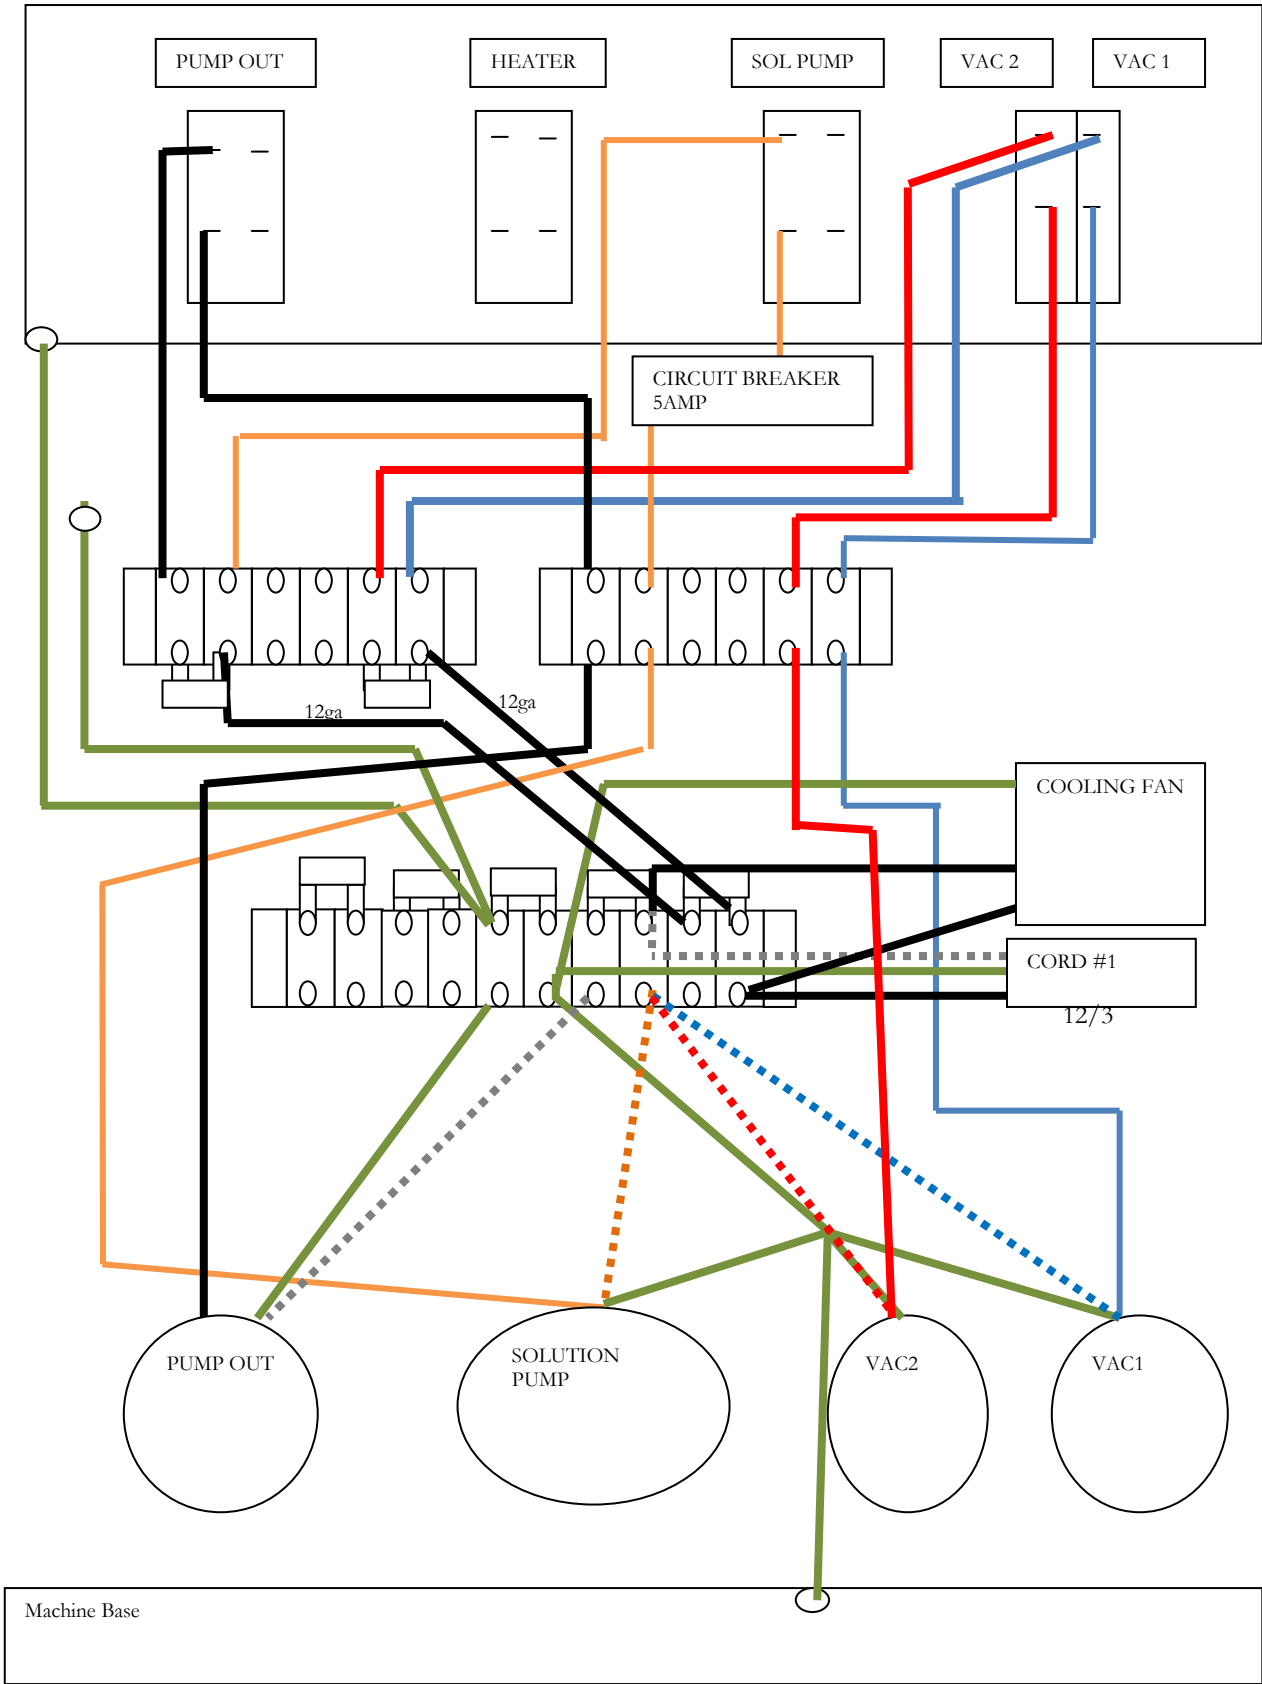 PUMP OUT
HEATER
SOL PUMP
VAC 2
VAC 1
CIRCUIT BREAKER
5AMP
12ga
12ga
COOLING FAN
CORD #1
12/3
PUMP OUT
SOLUTION
PUMP
VAC2
VAC1
Machine Base